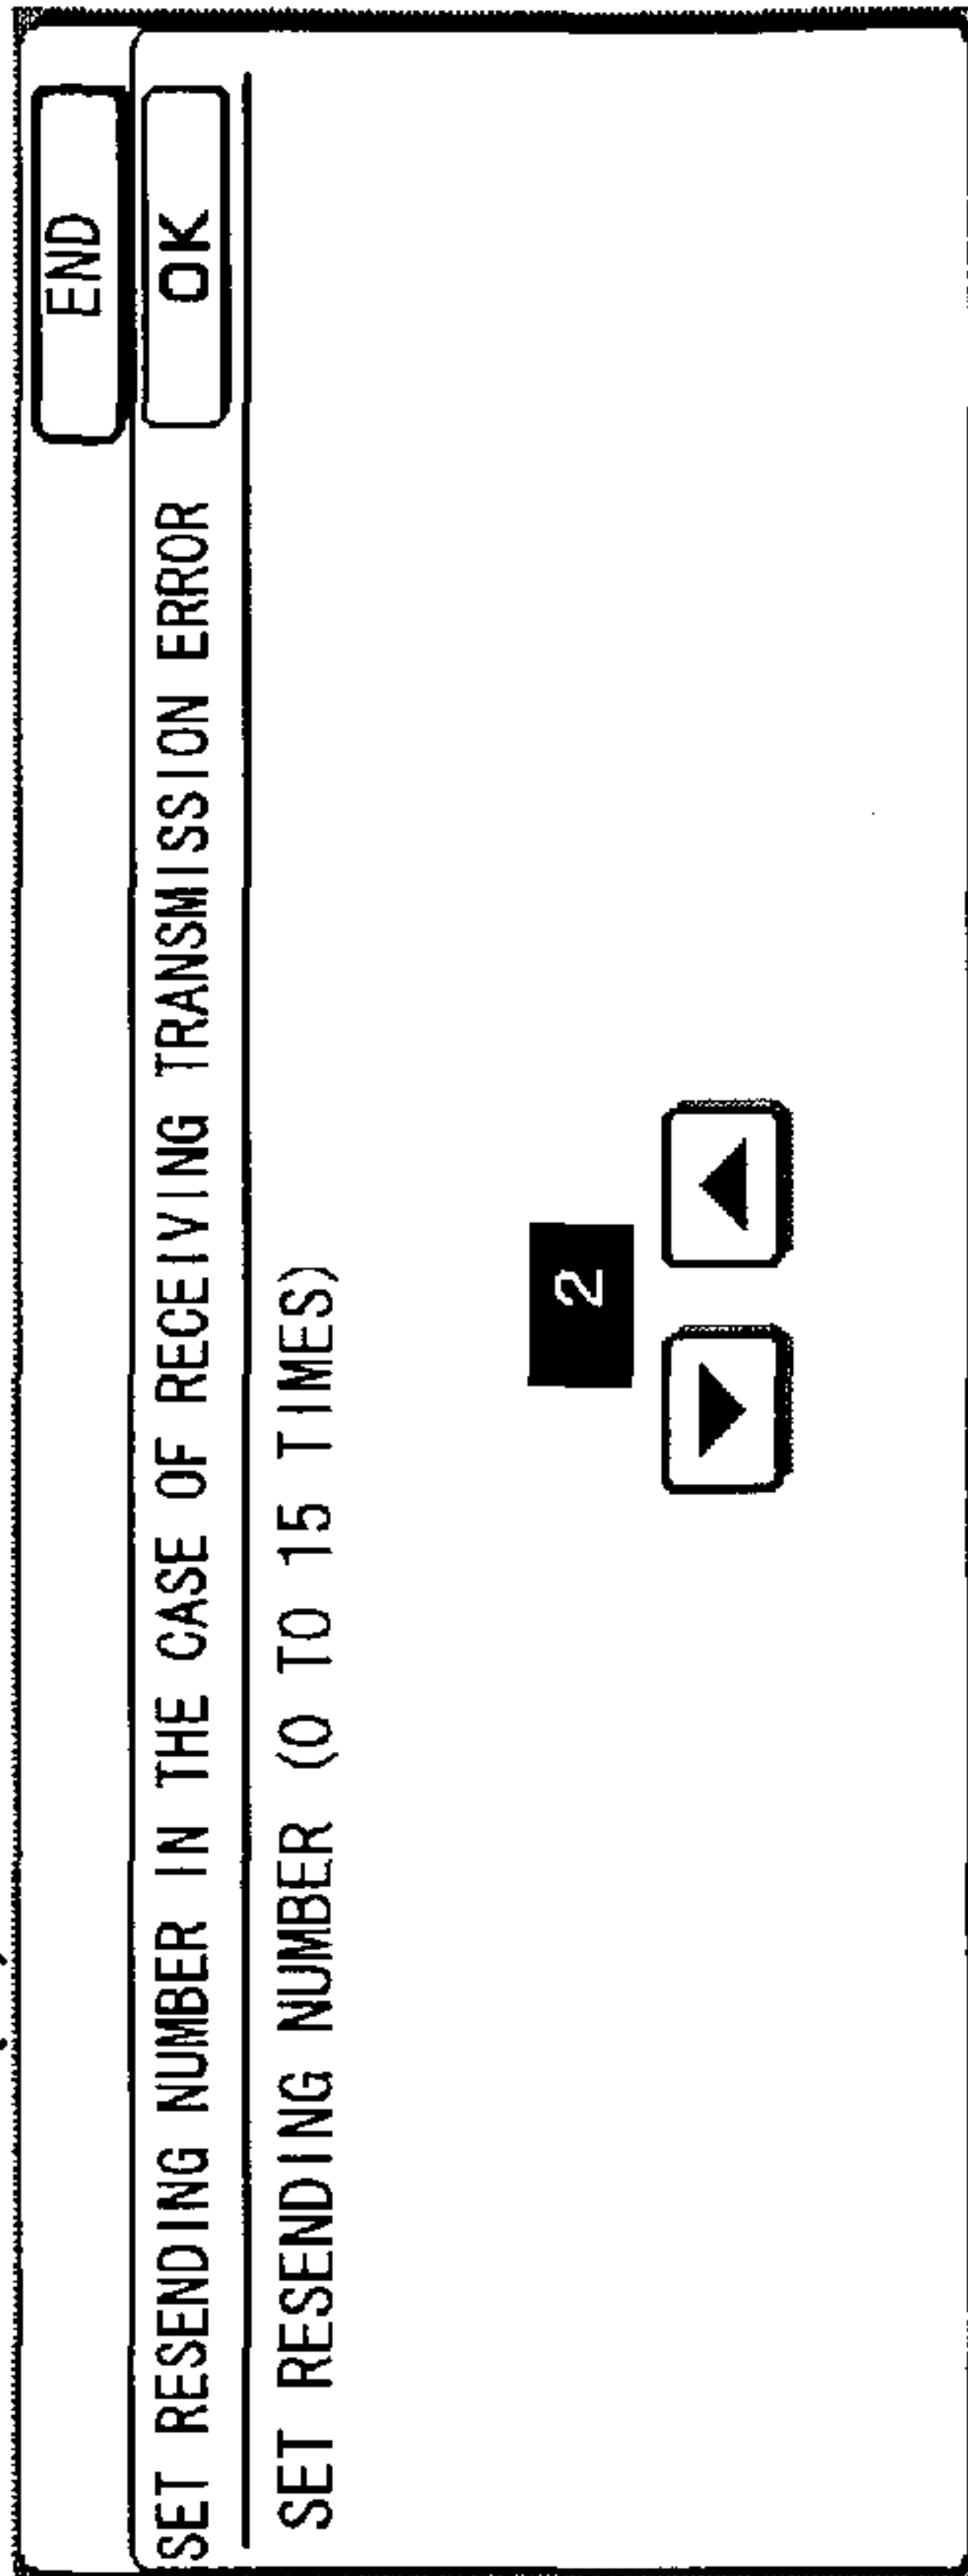 END
SET RESENDING NUMBER IN THE CASE OF RECEIVING TRANSMISSION ERROR OK
SET RESENDING NUMBER (0 TO 15 TIMES)
2